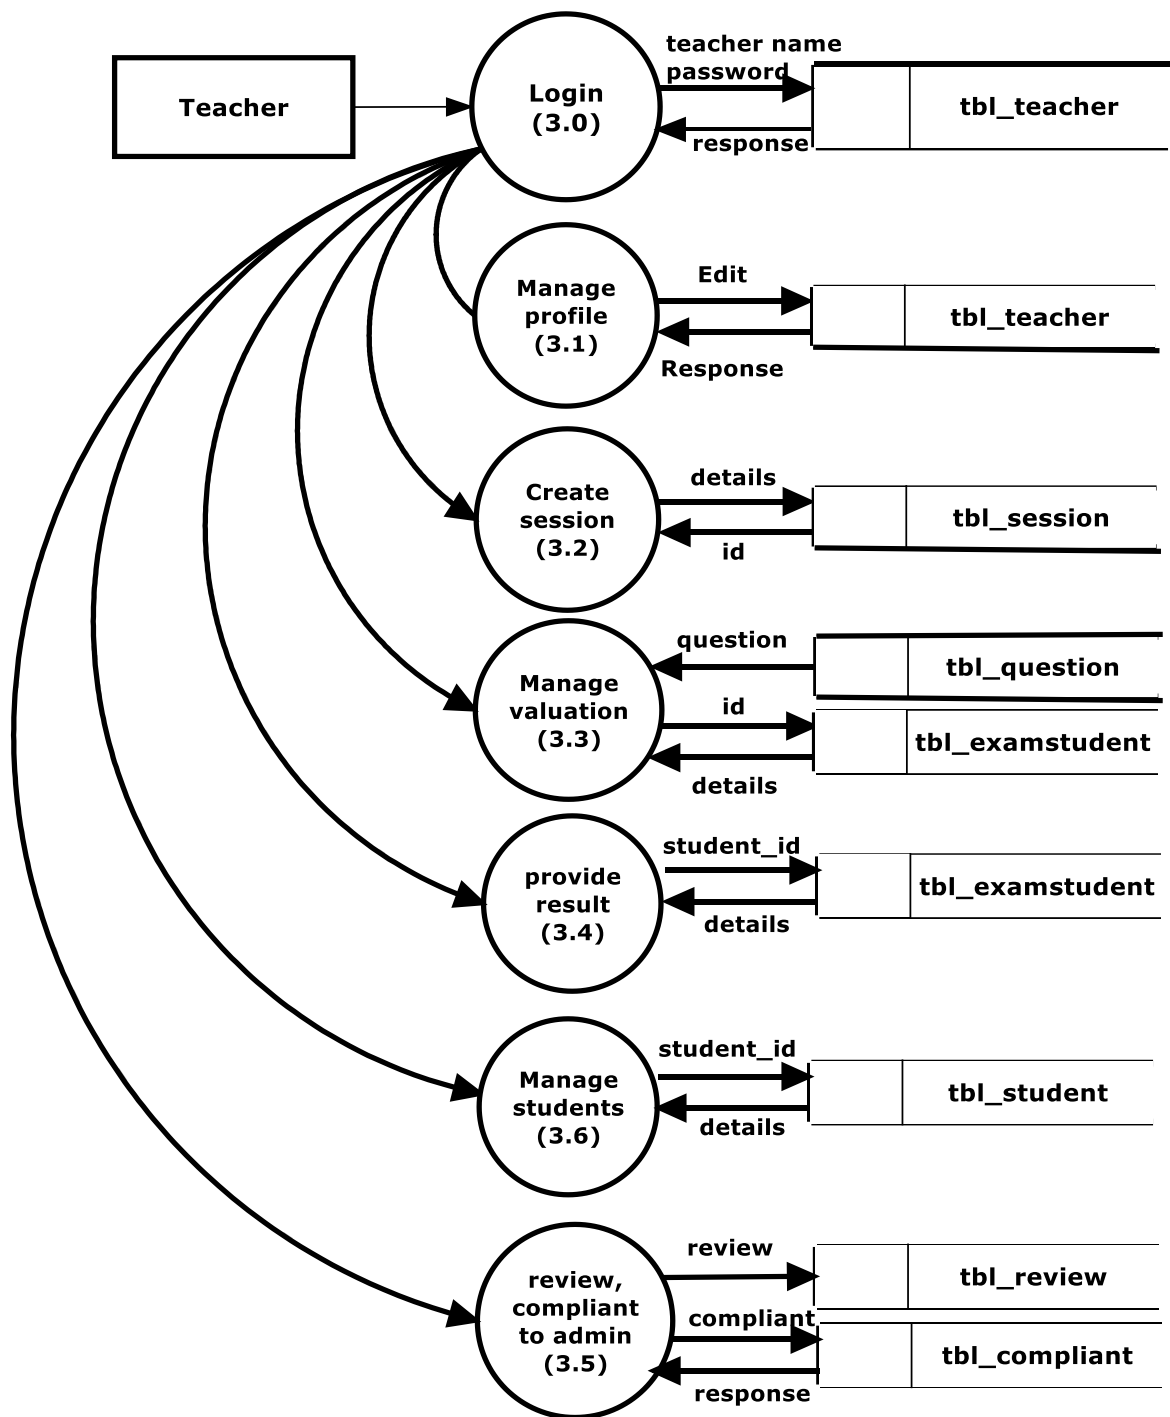 Teacher
Login
(3.0)
teacher name
password
response
tbl_teacher
Manage
profile
(3.1)
Edit
Response
tbl_teacher
Create
session
(3.2)
details
id
tbl_session
Manage
valuation
(3.3)
question
id
details
tbl_question
tbl_examstudent
provide
result
(3.4)
student_id
details
tbl_examstudent
Manage
students
(3.6)
student_id
details
tbl_student
review,
compliant
to admin
(3.5)
review
compliant
response
tbl_review
tbl_compliant